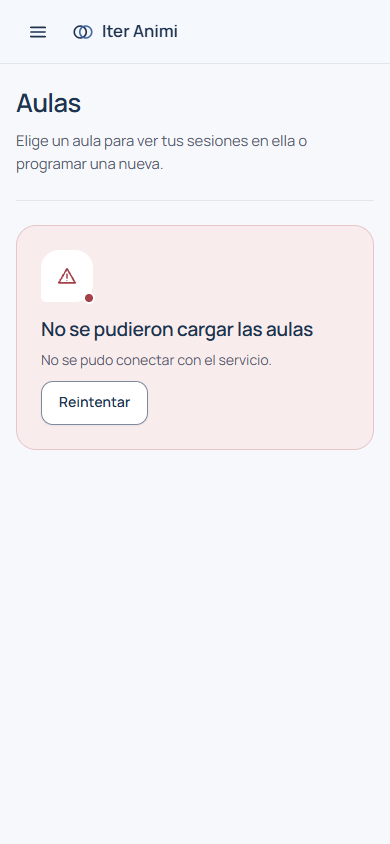 Iter Animi
Aulas
Elige un aula para ver tus sesiones en ella o
programar una nueva.
No se pudieron cargar las aulas
No se pudo conectar con el servicio.
Reintentar